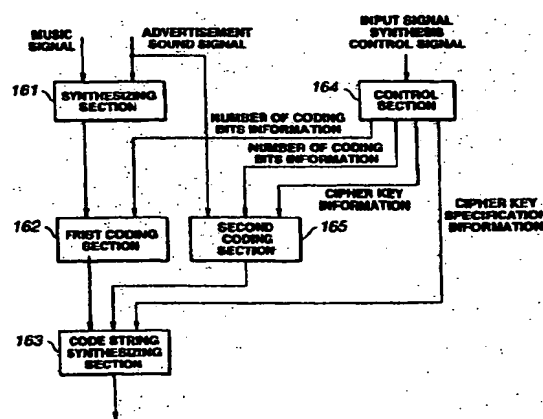 MUSIC
SIGNAL
ADVERTISEMENT
SOUND SIGNAL
INPUT SIGNAL
SYNTHESIS
CONTROL SIGNAL
161
SYNTHESIZING
SECTION
164
CONTROL
SECTION
NUMBER OF CODING
BITS INFORMATION
NUMBER OF CODING
BITS INFORMATION
CIPHER KEY
INFORMATION
CIPHER KEY
SPECIFICATION
INFORMATION
162
FRIST CODING
SECTION
SECOND
CODING
SECTION
165
163
CODE STRING
SYNTHESIZING
SECTION